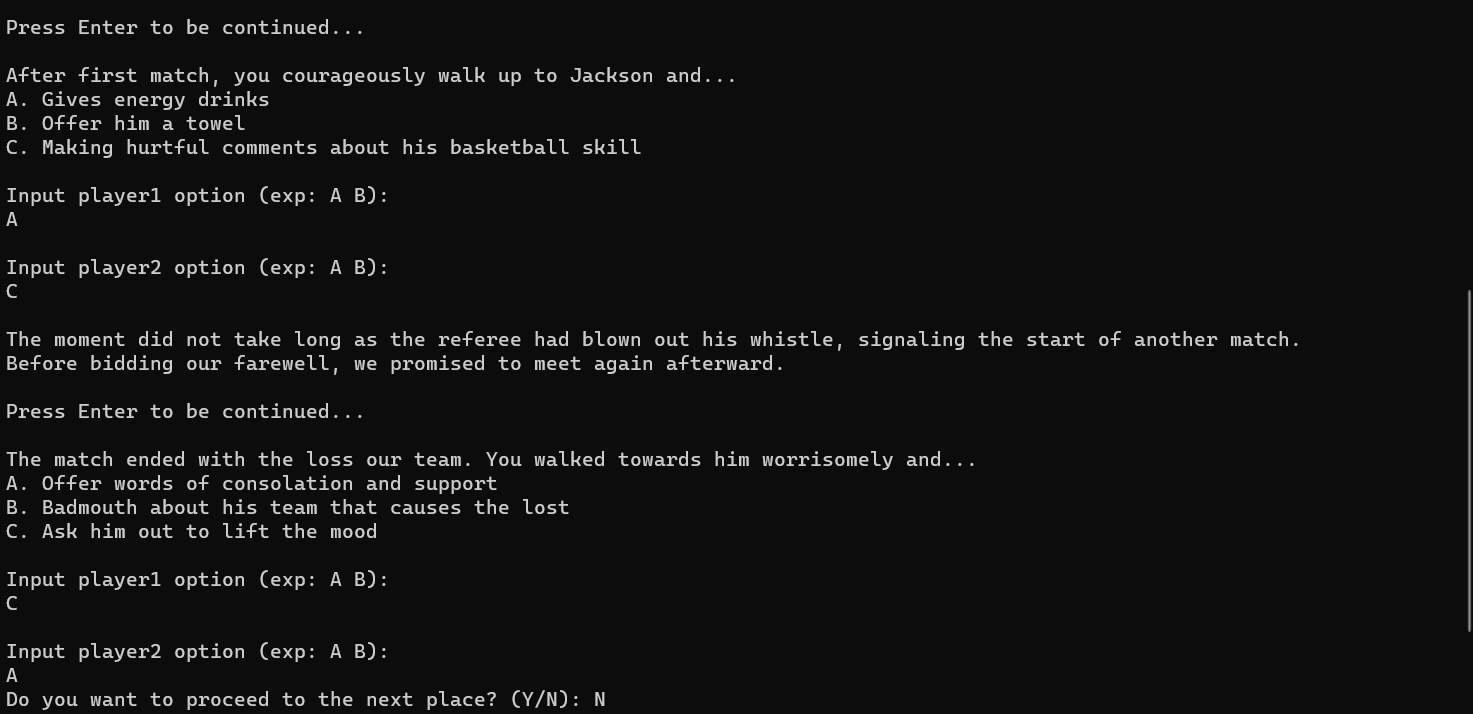 Press Enter to be continued...
After first match, you courageously walk up to Jackson and...
A. Gives energy drinks
B. Offer him a towel
C. Making hurtful comments about his basketball skill
Input player1 option (exp: A B):
A
Input player2 option (exp: A B):
C
The moment did not take long as the referee had blown out his whistle, signaling the start of another match.
Before bidding our farewell, we promised to meet again afterward.
Press Enter to be continued...
The match ended with the loss our team. You walked towards him worrisomely and...
A. Offer words of consolation and support
B. Badmouth about his team that causes the lost
C. Ask him out to lift the mood
Input player1 option (exp: A B):
C
Input player2 option (exp: A B):
A
Do you want to proceed to the next place? (Y/N): N